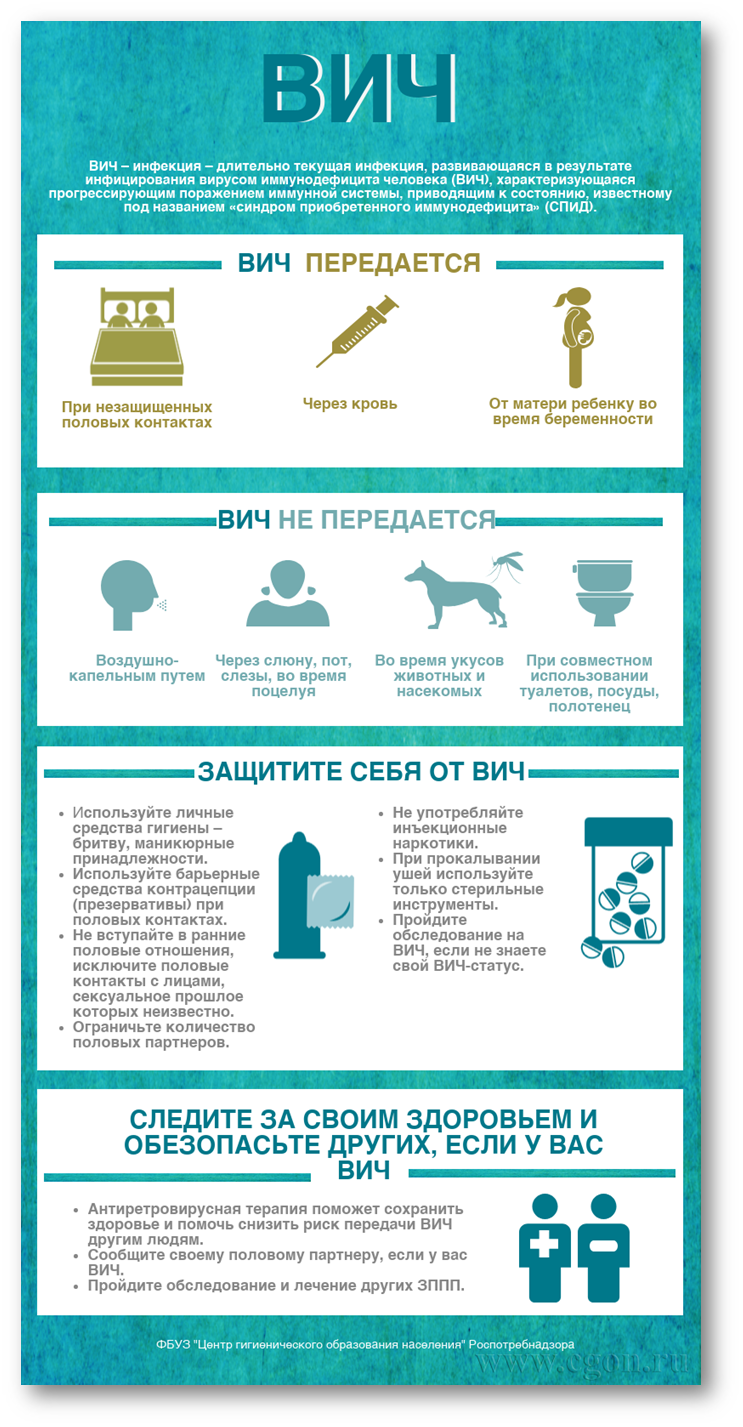 ВИЧ
ВИЧ – инфекция – длительно текущая инфекция, развивающаяся в результате
инфицирования вирусом иммунодефицита человека (ВИЧ), характеризующаяся
прогрессирующим поражением иммунной системы, приводящим к состоянию, известному
под названием «синдром приобретенного иммунодефицита» (СПИД).
ВИЧ ПЕРЕДАЕТСЯ
При незащищенных
половых контактах
Через кровь
От матери ребенку во
время беременности
ВИЧ НЕ ПЕРЕДАЕТСЯ
Воздушно-
капельным путем
Через слюну, пот,
слезы, во время
поцелуя
Во время укусов
животных и
насекомых
При совместном
использовании
туалетов, посуды,
полотенец
ЗАЩИТИТЕ СЕБЯ ОТ ВИЧ
• Используйте личные
средства гигиены –
бритву, маникюрные
принадлежности.
• Используйте барьерные
средства контрацепции
(презервативы) при
половых контактах.
• Не вступайте в ранние
половые отношения,
исключите половые
контакты с лицами,
сексуальное прошлое
которых неизвестно.
• Ограничьте количество
половых партнеров.
• Не употребляйте
инъекционные
наркотики.
• При прокалывании
ушей используйте
только стерильные
инструменты.
• Пройдите
обследование на
ВИЧ, если не знаете
свой ВИЧ-статус.
СЛЕДИТЕ ЗА СВОИМ ЗДОРОВЬЕМ И
ОБЕЗОПАСЬТЕ ДРУГИХ, ЕСЛИ У ВАС
ВИЧ
• Антиретровирусная терапия поможет сохранить
здоровье и помочь снизить риск передачи ВИЧ
другим людям.
• Сообщите своему половому партнеру, если у вас
ВИЧ.
• Пройдите обследование и лечение других ЗППП.
ФБУЗ "Центр гигиенического образования населения" Роспотребнадзора
www.cgon.ru